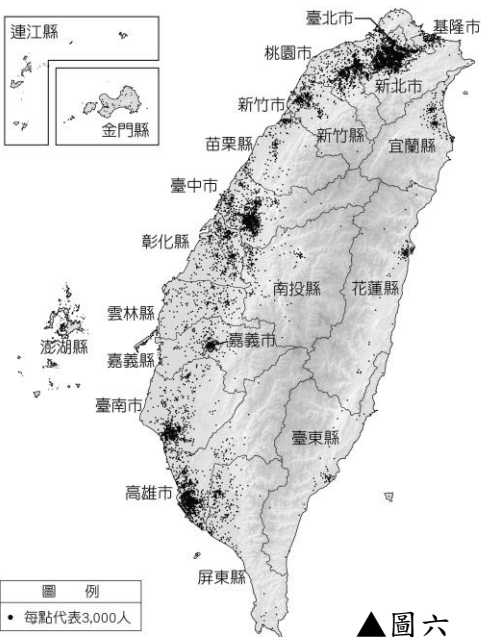 連江縣
金門縣
臺北市
基隆市
桃園市
新北市
新竹市
新竹縣
宜蘭縣
苗栗縣
臺中市
彰化縣
南投縣
花蓮縣
雲林縣
澎湖縣
嘉義市
嘉義縣
臺南市
臺東縣
高雄市
屏東縣
圖 例
• 每點代表3,000人
▲圖六